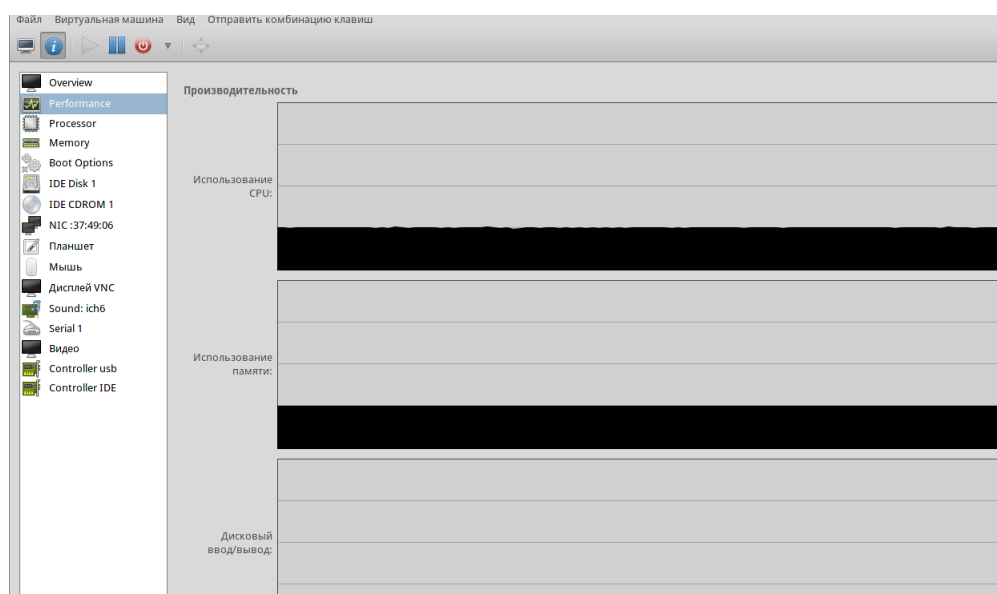 Файл Виртуальная машина Вид Отправить комбинацию клавиш
Overview
Performance
Processor
Memory
Boot Options
IDE Disk 1
IDE CDROM 1
NIC :37:49:06
Планшет
Мышь
Дисплей VNC
Sound: ich6
Serial 1
Видео
Controller usb
Controller IDE
Производительность
Использование
CPU:
Использование
памяти:
Дисковый
ввод/вывод: